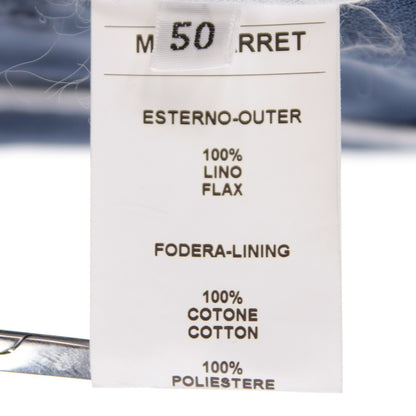 50
ESTERNO-OUTER
100%
LINO
FLAX
FODERA-LINING
100%
COTONE
COTTON
100%
POLIESTERE